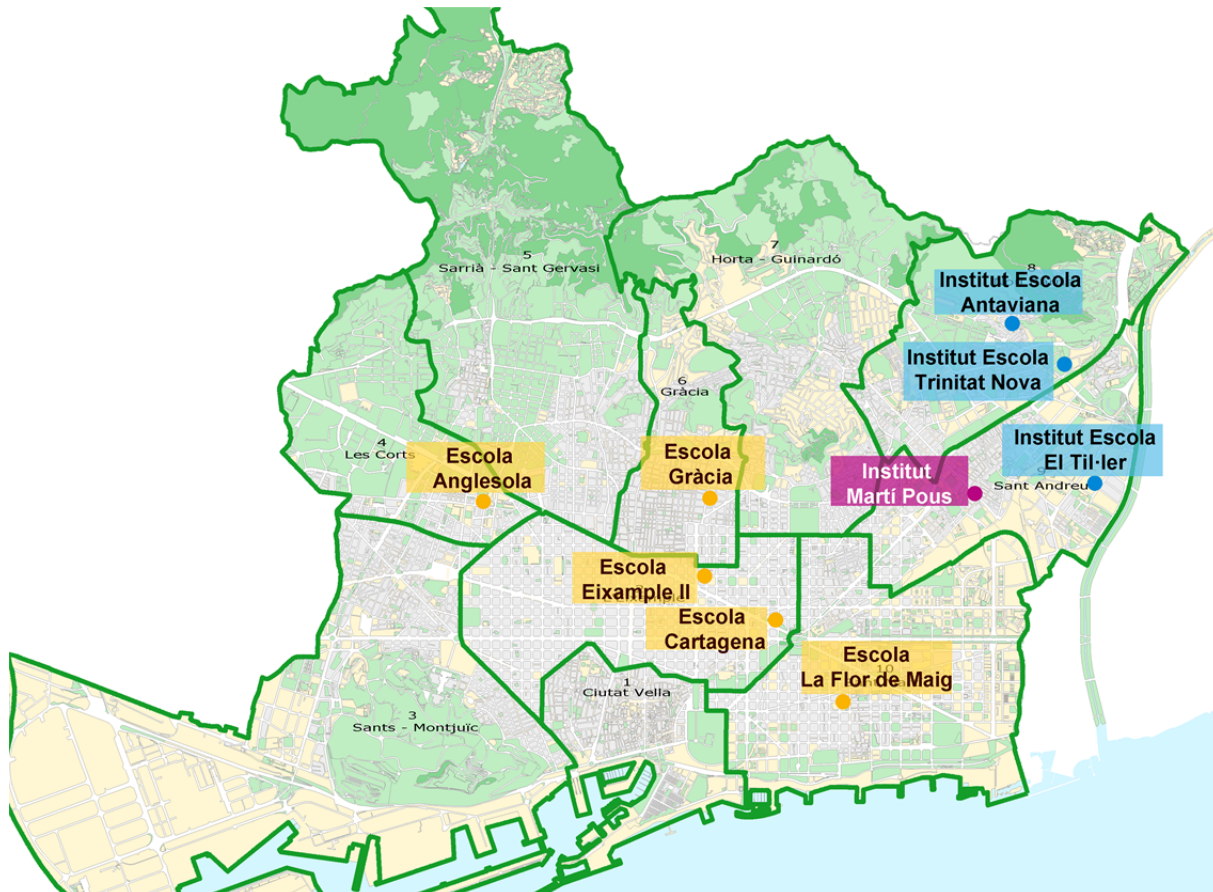 5
Sarrià - Sant Gervasi
7
Horta - Guinardó
8
Institut Escola
Antaviana
Institut Escola
Trinitat Nova
6
Gràcia
4
Les Corts
Escola
Anglesola
Escola
Gràcia
Institut
Martí Pous
Institut Escola
El Til·ler
9
Sant Andreu
Escola
Eixample II
Escola
Cartagena
Escola
La Flor de Maig
10
1
Ciutat Vella
3
Sants - Montjuïc